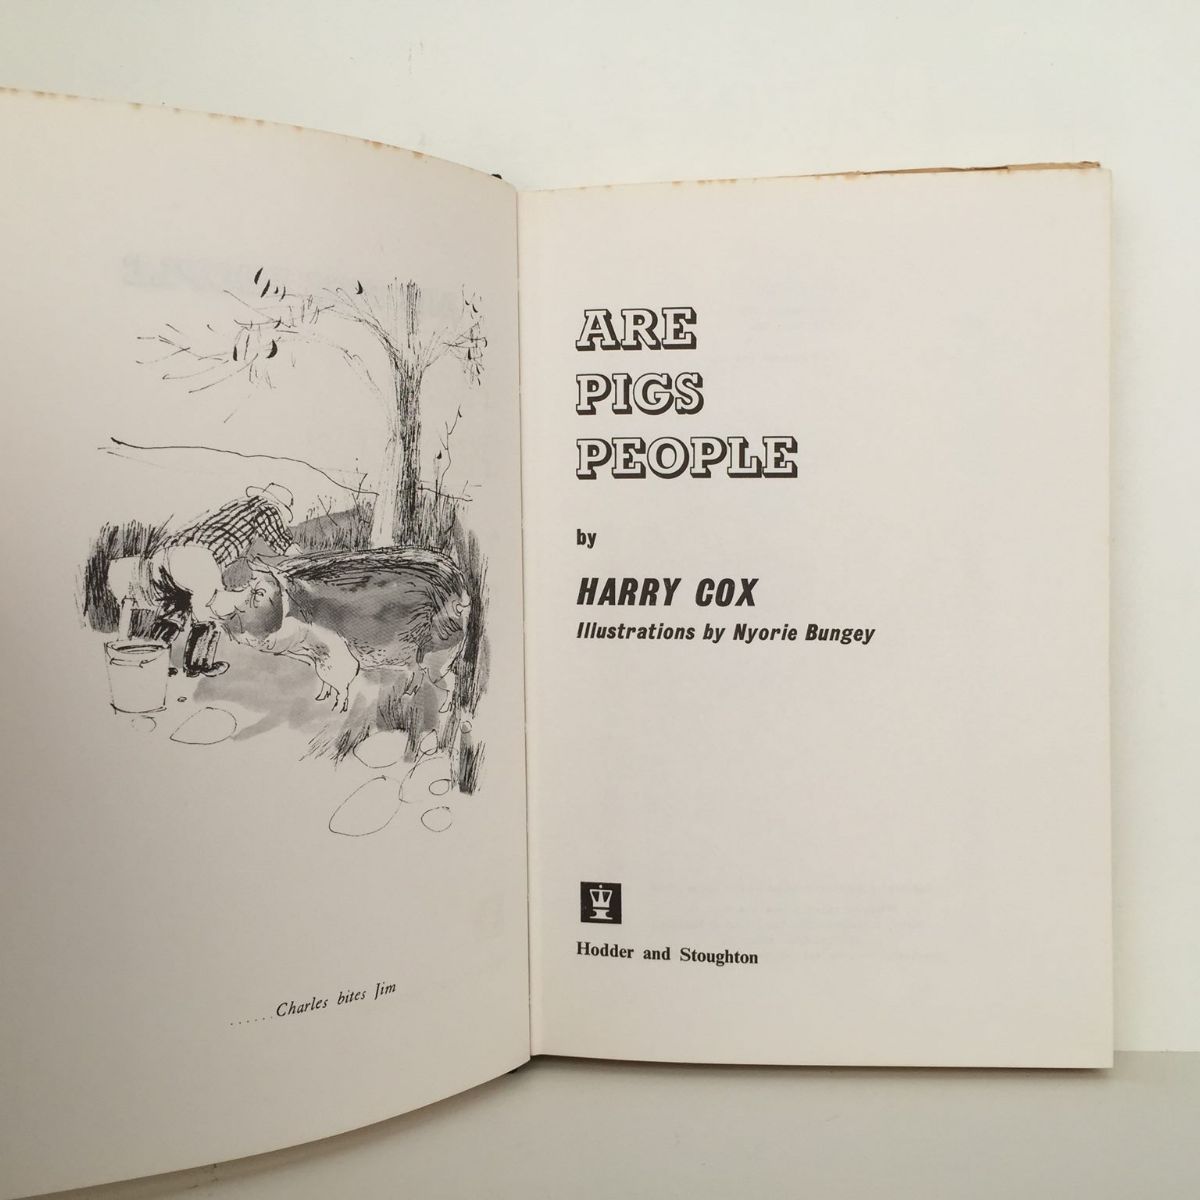 ......Charles bites Jim
ARE
PIGS
PEOPLE
by
HARRY COX
Illustrations by Nyorie Bungey
Hodder and Stoughton